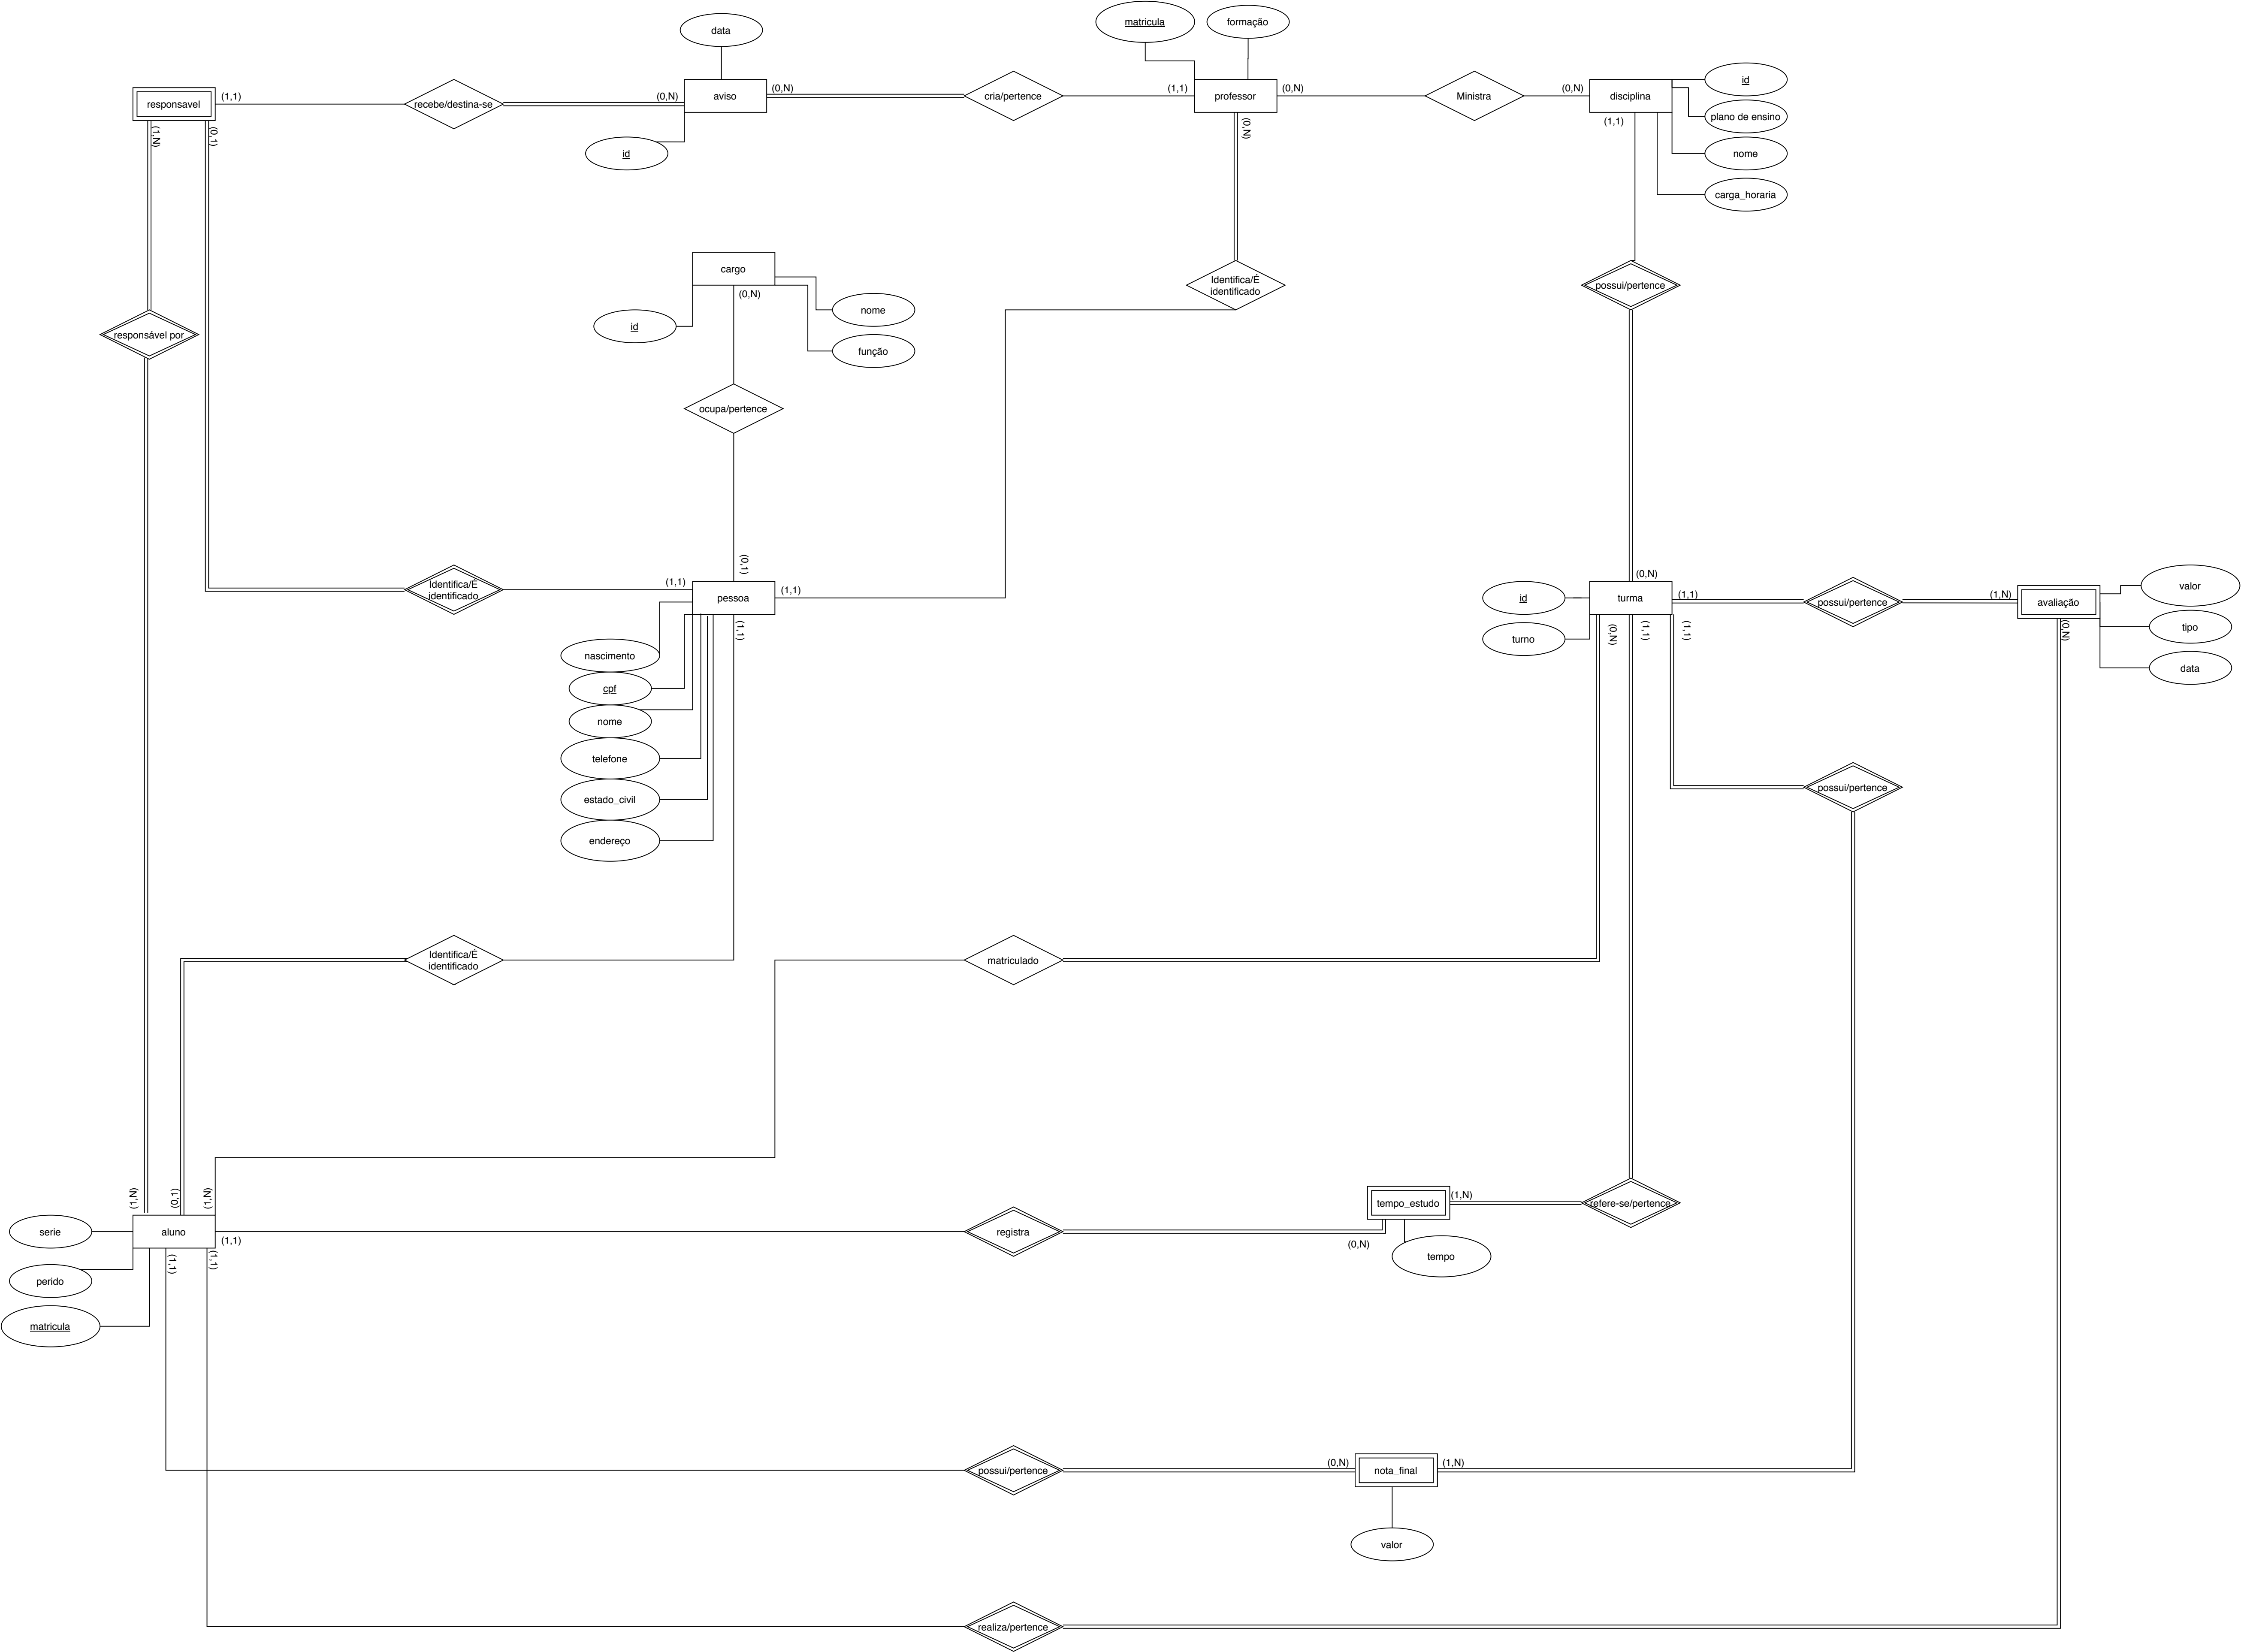 data
matricula
formação
responsavel
(1,1)
recebe/destina-se
(0,N)
aviso
(0,N)
cria/pertence
(1,1)
professor
(0,N)
Ministra
(0,N)
disciplina
id
plano de ensino
nome
carga_horaria
(1,N)
(0,1)
id
(0,N)
(1,1)
cargo
(0,N)
id
nome
função
Identifica/É
identificado
possui/pertence
responsável por
ocupa/pertence
(0,1)
Identifica/É
identificado
(1,1)
pessoa
(1,1)
(1,1)
nascimento
cpf
nome
telefone
estado_civil
endereço
(0,N)
id
turma
turno
(1,1)
possui/pertence
(1,N)
avaliação
valor
tipo
data
(0,N)
(1,1)
(1,1)
(0,N)
possui/pertence
Identifica/É
identificado
matriculado
(1,N)
(0,1)
(1,N)
serie
aluno
(1,1)
perido
matricula
(1,1)
(1,1)
registra
(0,N)
tempo_estudo
(1,N)
refere-se/pertence
tempo
possui/pertence
(0,N)
nota_final
(1,N)
valor
realiza/pertence